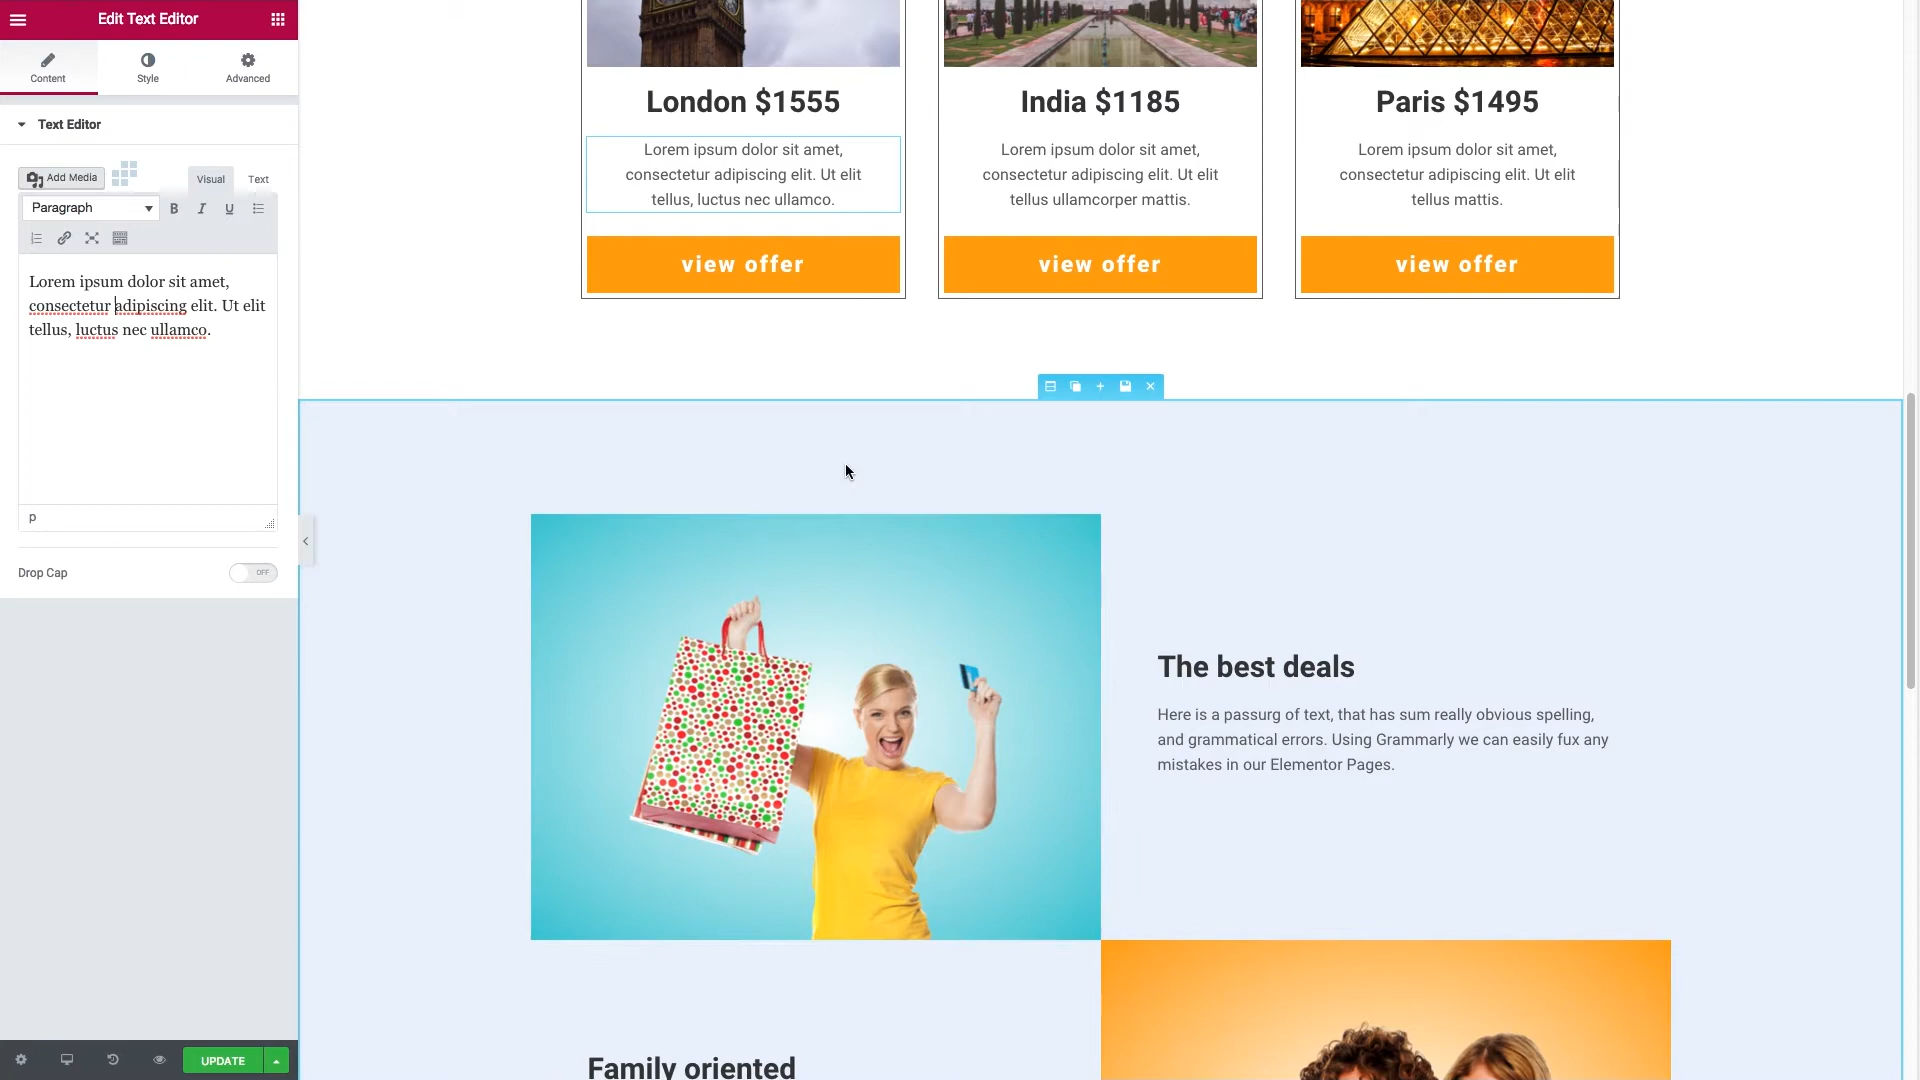 Edit Text Editor
Content
Style
Advanced
Text Editor
Add Media
Visual
Text
Paragraph
B
I
U
Lorem ipsum dolor sit amet,
consectetur adipiscing elit. Ut elit
tellus, luctus nec ullamco.
p
Drop Cap
OFF
UPDATE
London $1555
Lorem ipsum dolor sit amet,
consectetur adipiscing elit. Ut elit
tellus, luctus nec ullamco.
view offer
India $1185
Lorem ipsum dolor sit amet,
consectetur adipiscing elit. Ut elit
tellus ullamcorper mattis.
view offer
Paris $1495
Lorem ipsum dolor sit amet,
consectetur adipiscing elit. Ut elit
tellus mattis.
view offer
The best deals
Here is a passurg of text, that has sum really obvious spelling,
and grammatical errors. Using Grammarly we can easily fux any
mistakes in our Elementor Pages.
Family oriented